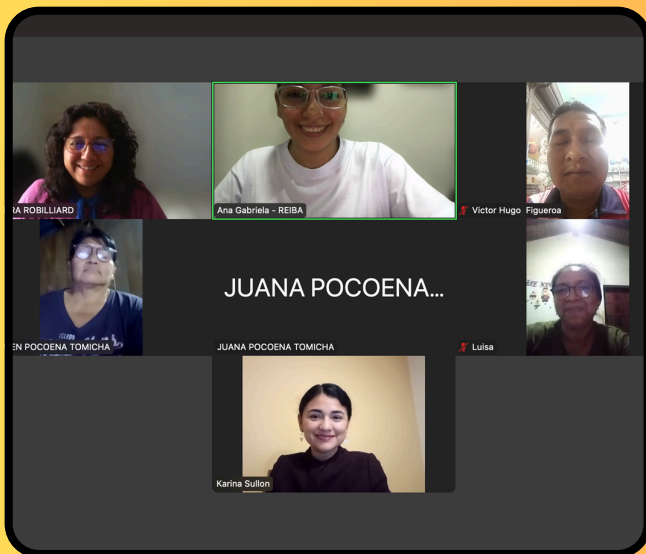 RA ROBILLIARD
Ana Gabriela - REIBA
Victor Hugo Figueroa
EN POCOENA TOMICHA
JUANA POCOENA...
JUANA POCOENA TOMICHA
Luisa
Karina Sullon